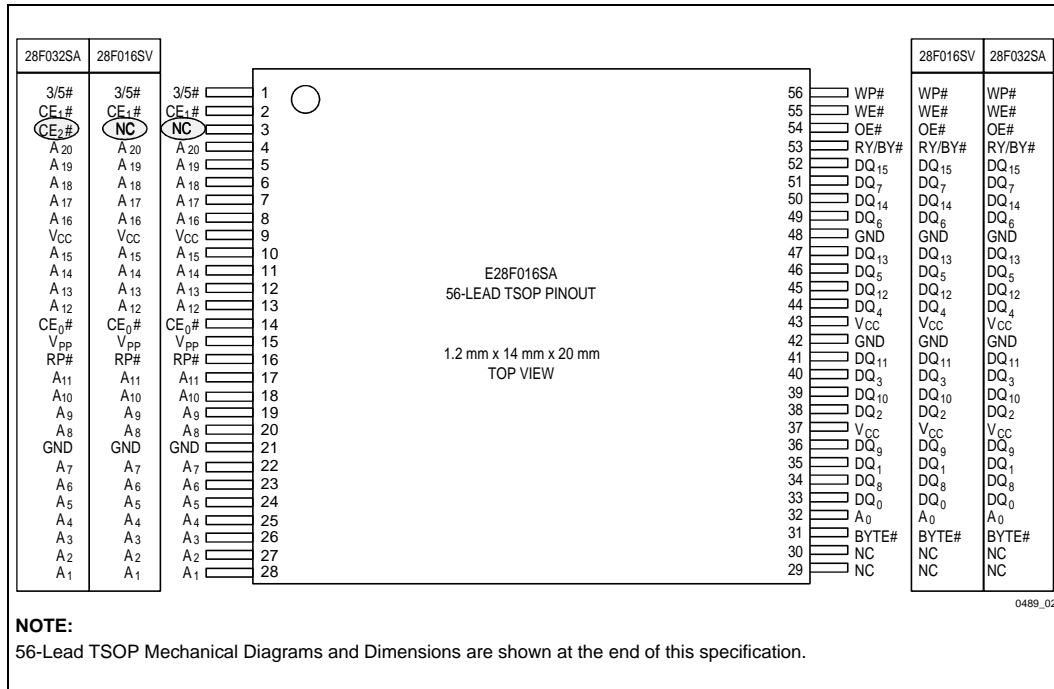 28F032SA 28F016SV 28F016SV 28F032SA
3/5# 3/5# 3/5# 1 56 WP# WP# WP#
CE1# CE1# CE1# 2 55 WE# WE# WE#
CE2# NC NC 3 54 OE# OE# OE#
A20 A20 A20 4 53 RY/BY# RY/BY# RY/BY#
A19 A19 A19 5 52 DQ15 DQ15 DQ15
A18 A18 A18 6 51 DQ7 DQ7 DQ7
A17 A17 A17 7 50 DQ14 DQ14 DQ14
A16 A16 A16 8 49 DQ6 DQ6 DQ6
VCC VCC VCC 9 48 GND GND GND
A15 A15 A15 10 47 DQ13 DQ13 DQ13
A14 A14 A14 11 46 DQ5 DQ5 DQ5
A13 A13 A13 12 45 DQ12 DQ12 DQ12
A12 A12 A12 13 44 DQ4 DQ4 DQ4
CE0# CE0# CE0# 14 43 VCC VCC VCC
VPP VPP VPP 15 42 GND GND GND
RP# RP# RP# 16 41 DQ11 DQ11 DQ11
A11 A11 A11 17 40 DQ3 DQ3 DQ3
A10 A10 A10 18 39 DQ10 DQ10 DQ10
A9 A9 A9 19 38 DQ2 DQ2 DQ2
A8 A8 A8 20 37 VCC VCC VCC
GND GND GND 21 36 DQ9 DQ9 DQ9
A7 A7 A7 22 35 DQ1 DQ1 DQ1
A6 A6 A6 23 34 DQ8 DQ8 DQ8
A5 A5 A5 24 33 DQ0 DQ0 DQ0
A4 A4 A4 25 32 A0 A0 A0
A3 A3 A3 26 31 BYTE# BYTE# BYTE#
A2 A2 A2 27 30 NC NC NC
A1 A1 A1 28 29 NC NC NC
E28F016SA
56-LEAD TSOP PINOUT
1.2 mm x 14 mm x 20 mm
TOP VIEW
0489_02
NOTE:
56-Lead TSOP Mechanical Diagrams and Dimensions are shown at the end of this specification.